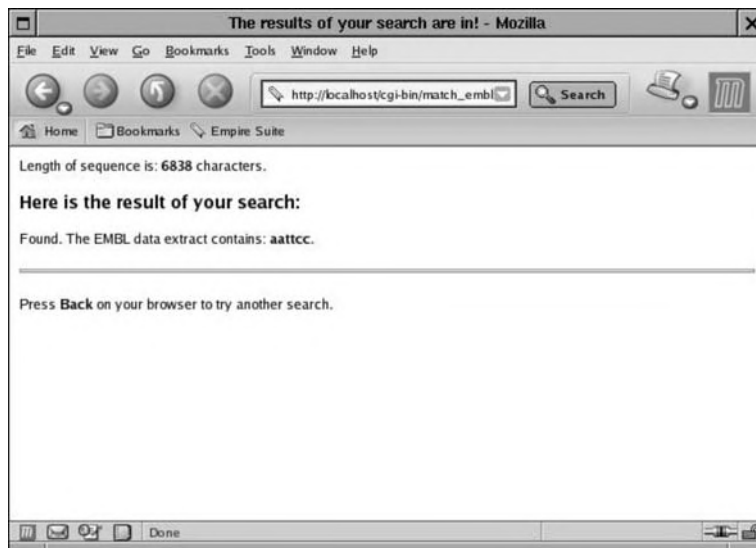 The results of your search are in! - Mozilla
File Edit View Go Bookmarks Tools Window Help
http://localhost/cgi-bin/match_embl Search
Home Bookmarks Empire Suite
Length of sequence is: 6838 characters.
Here is the result of your search:
Found. The EMBL data extract contains: aattcc.
Press Back on your browser to try another search.
Done